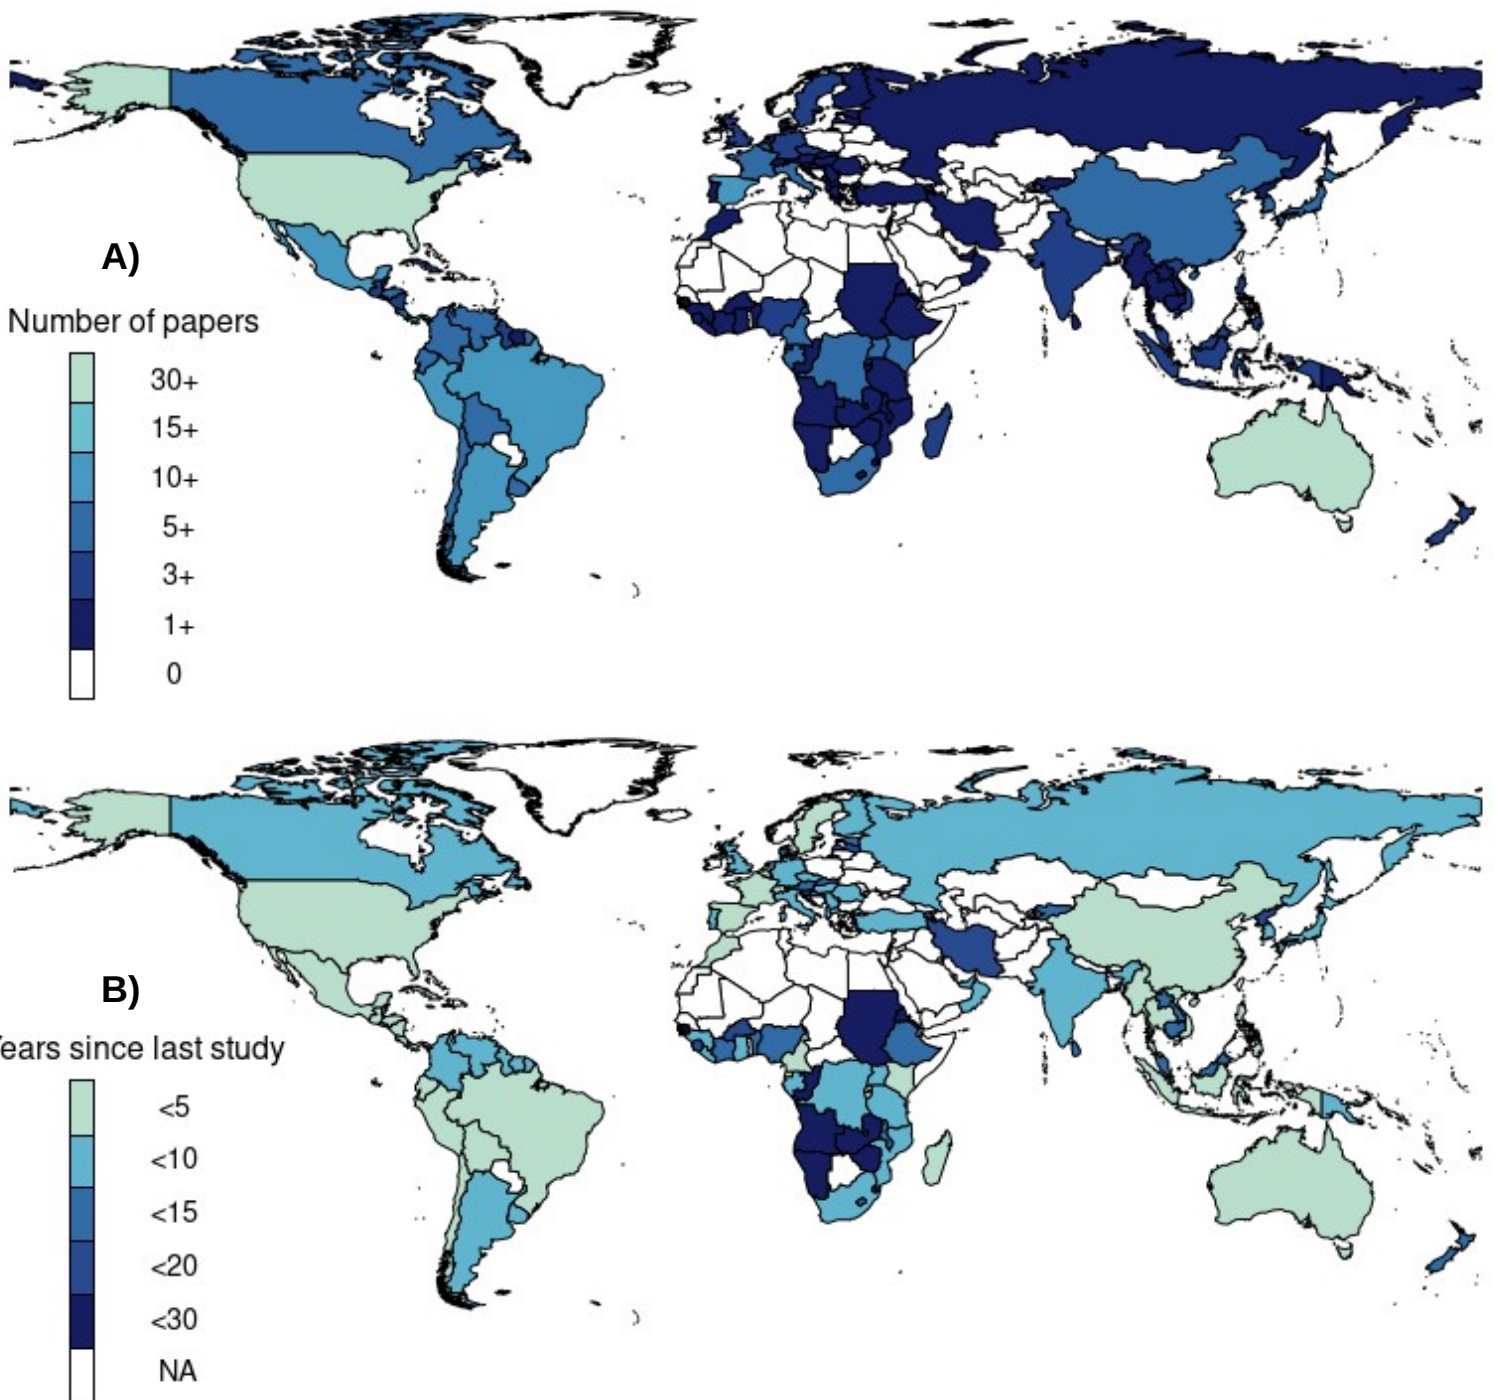 A)
Number of papers
30+
15+
10+
5+
3+
1+
0
B)
ears since last study
<5
<10
<15
<20
<30
NA